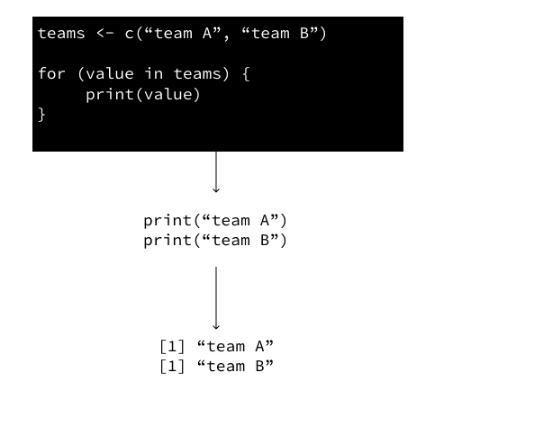 teams <- c(“team A”, “team B”)
for (value in teams) {
print(value)
}
print(“team A”)
print(“team B”)
[1] “team A”
[1] “team B”